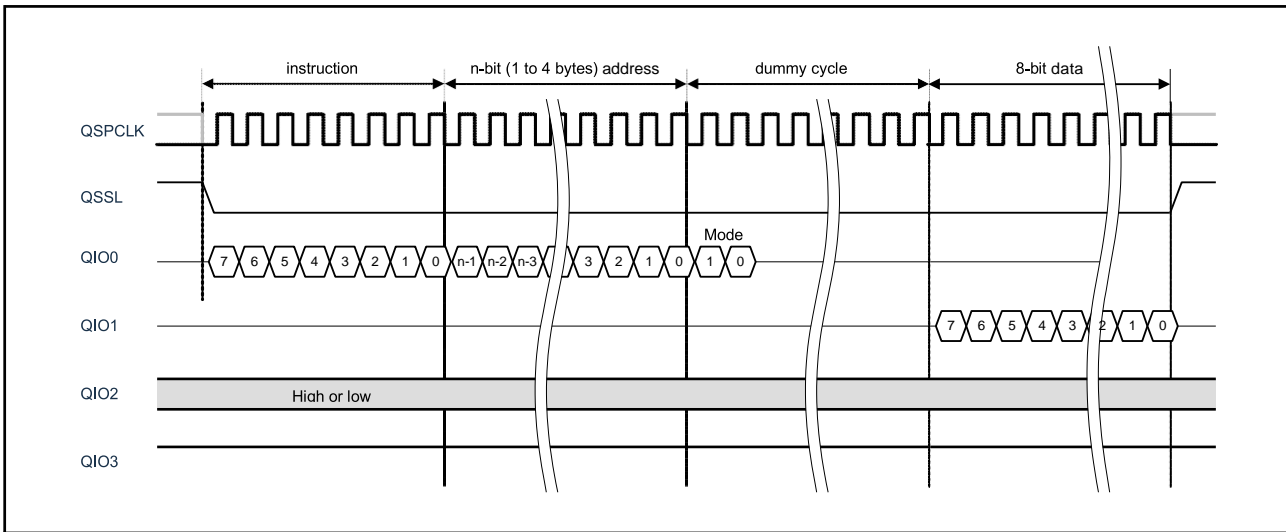 instruction n-bit (1 to 4 bytes) address dummy cycle 8-bit data
QSPCLK
QSSL
Mode
QIO0 7 6 5 4 3 2 1 0 n-1 n-2 n-3 3 2 1 0 1 0
QIO1 7 6 5 4 3 2 1 0
QIO2 High or low
QIO3